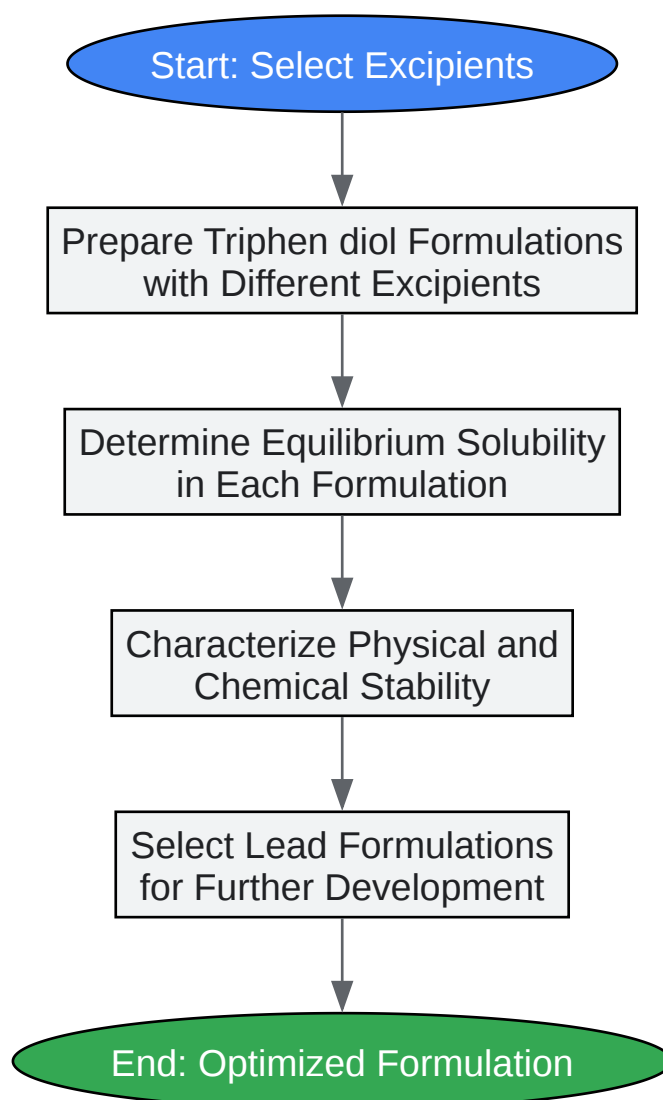 Start: Select Excipients
Prepare Triphen diol Formulations
with Different Excipients
Determine Equilibrium Solubility
in Each Formulation
Characterize Physical and
Chemical Stability
Select Lead Formulations
for Further Development
End: Optimized Formulation